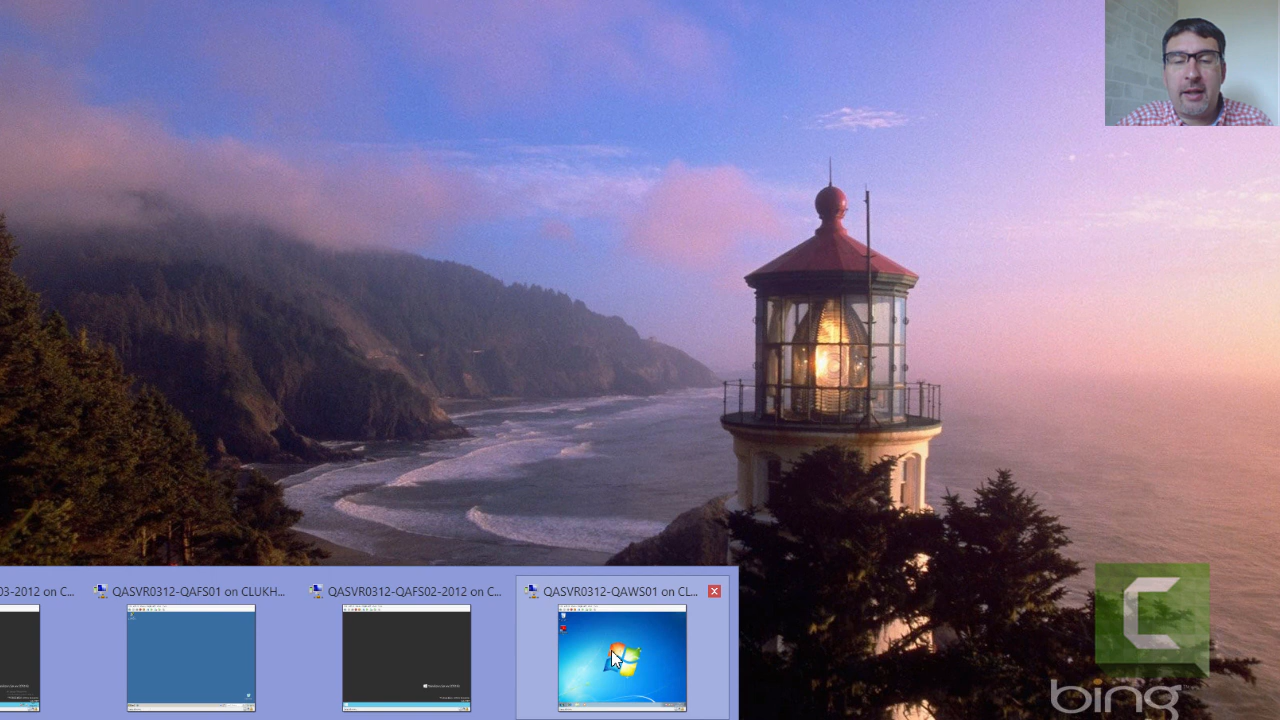 03-2012 on C...
QASVR0312-QAFS01 on CLUKH...
QASVR0312-QAFS02-2012 on C...
QASVR0312-QAWS01 on CL...
bing